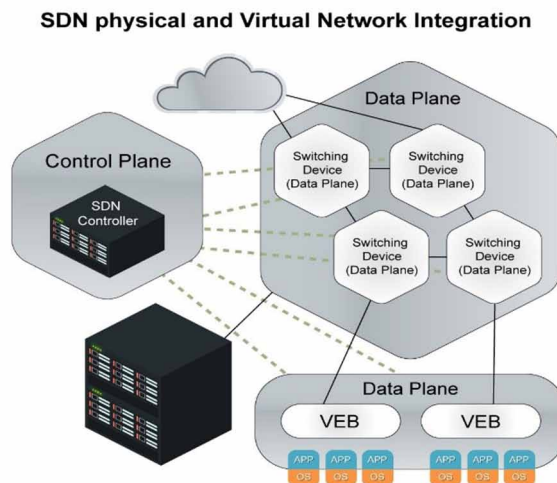 SDN physical and Virtual Network Integration
Data Plane
Control Plane
SDN
Controller
Switching
Device
(Data Plane)
Switching
Device
(Data Plane)
Switching
Device
(Data Plane)
Switching
Device
(Data Plane)
Data Plane
VEB
VEB
APP APP APP APP APP APP
OS OS OS OS OS OS